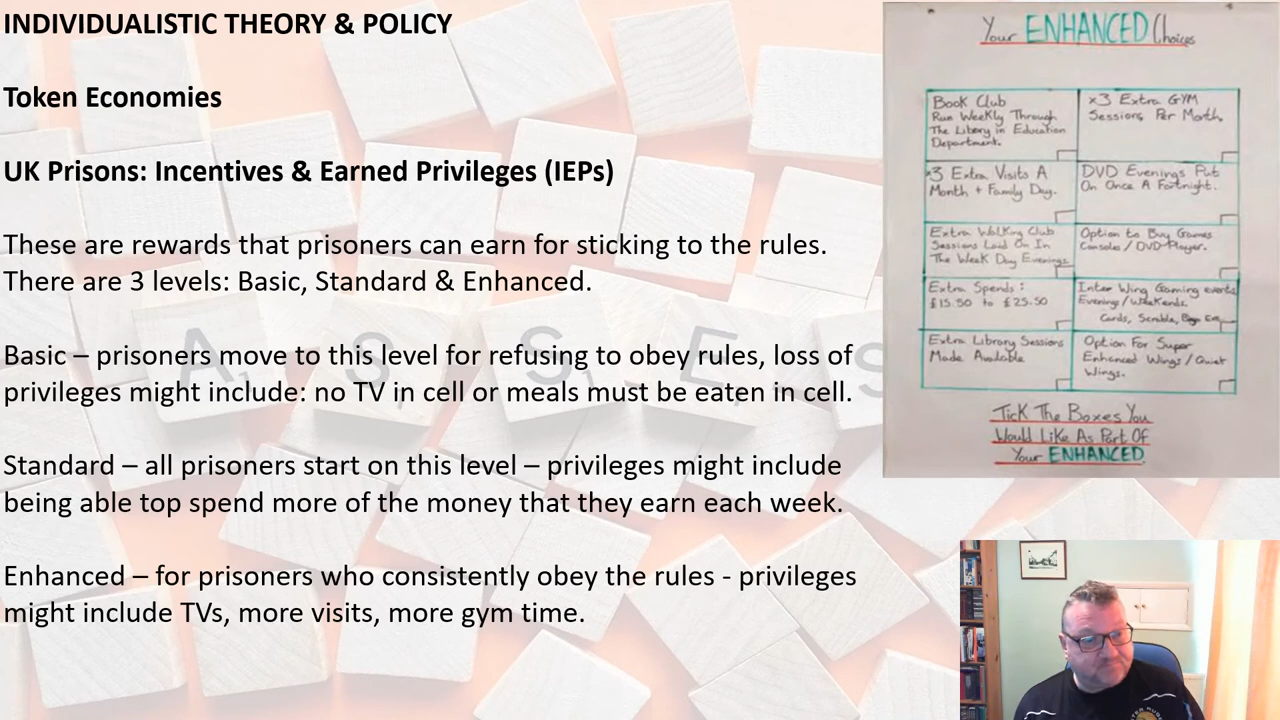 INDIVIDUALISTIC THEORY & POLICY
Token Economies
UK Prisons: Incentives & Earned Privileges (IEPs)
These are rewards that prisoners can earn for sticking to the rules.
There are 3 levels: Basic, Standard & Enhanced.
Basic – prisoners move to this level for refusing to obey rules, loss of
privileges might include: no TV in cell or meals must be eaten in cell.
Standard – all prisoners start on this level – privileges might include
being able top spend more of the money that they earn each week.
Enhanced – for prisoners who consistently obey the rules - privileges
might include TVs, more visits, more gym time.
ASSES
Your ENHANCED Choices
Book Club
Run Weekly Through
The Libery in Education
Department.
x3 Extra GYM
Sessions Per Month.
x3 Extra Visits A
Month + Family Day.
DVD Evenings Put
On Once A Fortnight.
Extra Walking Club
Sessions Laid On In
The Week Day Evenings
Option to Buy Games
Consoles / DVD Player.
Extra Spends :
£15.50 to £25.50
Inter Wing Gaming events
Evenings / Weekends.
Cards, Scrable,
Extra Library Sessions
Made Available
Option For Super
Enhanced Wings / Quiet
Wings.
Tick The Boxes You
Would Like As Part Of
Your ENHANCED.